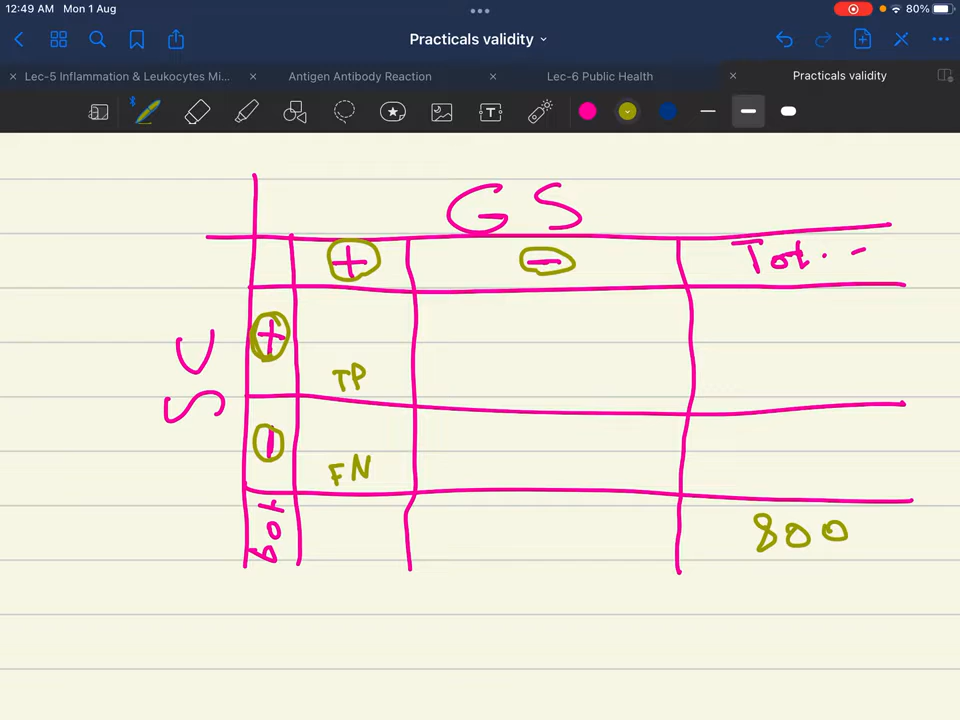 12:49 AM Mon 1 Aug
80%
Practicals validity
Lec-5 Inflammation & Leukocytes Mi...
Antigen Antibody Reaction
Lec-6 Public Health
Practicals validity
GS
+ - Tot.
SC
+
TP
-
FN
800